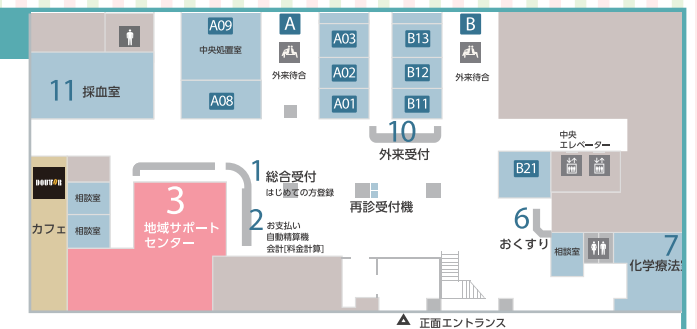 A09
中央処置室
A08
A
外来待合
A03
A02
A01
B13
B12
B11
B
外来待合
11 採血室
10
外来受付
中央
エレベーター
B21
DOUTOR
カフェ
相談室
相談室
3
地域サポート
センター
1 総合受付
はじめての方登録
2 お支払い
自動精算機
会計[料金計算]
再診受付機
6
おくすり
相談室
7
化学療法
正面エントランス